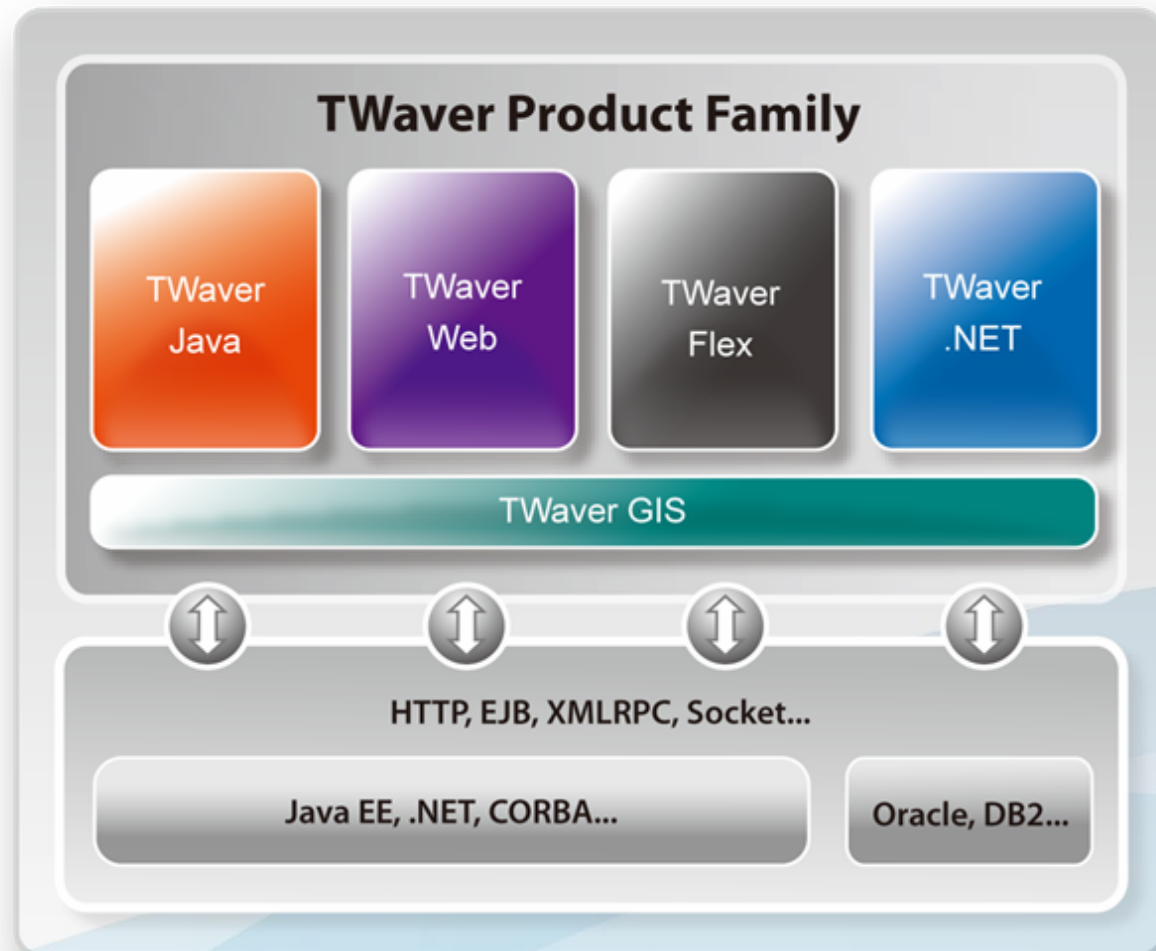 TWaver Product Family
TWaver
Java
TWaver
Web
TWaver
Flex
TWaver
.NET
TWaver GIS
HTTP, EJB, XMLRPC, Socket...
Java EE, .NET, CORBA...
Oracle, DB2...